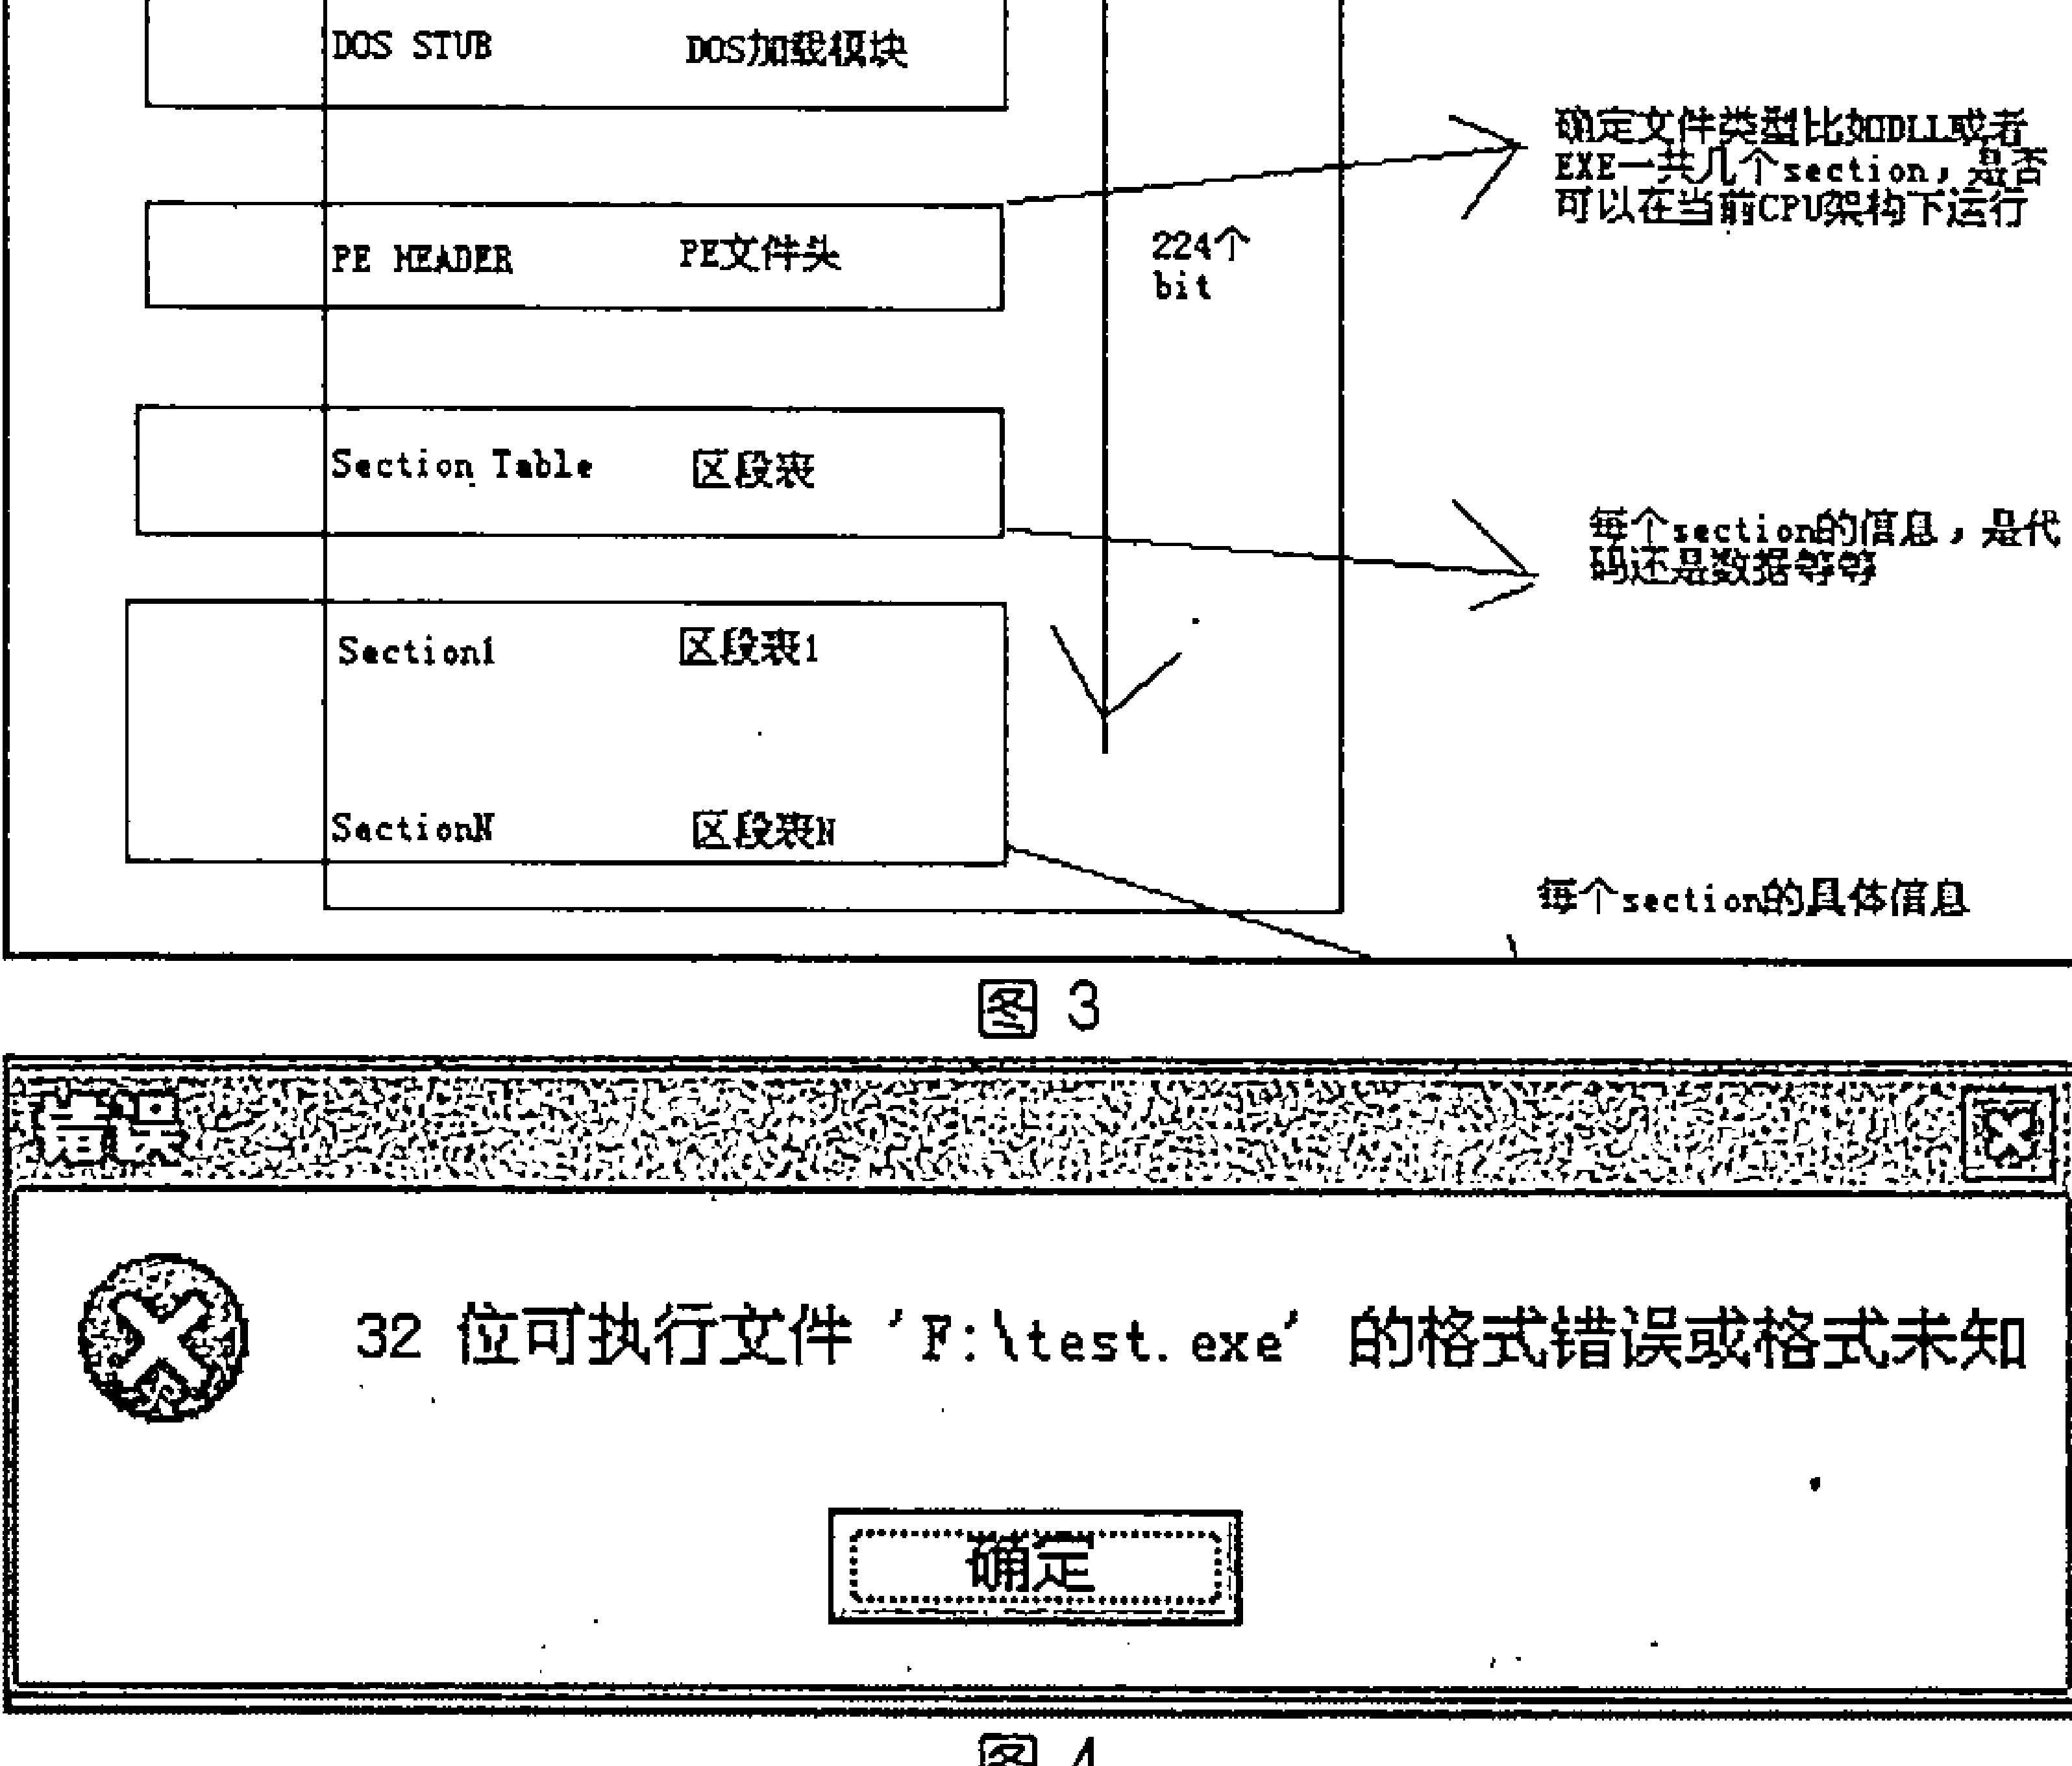 DOS STUB DOS加载模块
确定文件类型比如DLL或者
EXE一共几个section，是否
可以在当前CPU架构下运行
PE HEADER PE文件头
224个
bit
Section Table 区段表
每个section的信息，是代
码还是数据等等
Section1 区段表1
SectionN 区段表N
每个section的具体信息
图 3
错误
32 位可执行文件 'F:\test.exe' 的格式错误或格式未知
确定
图 4